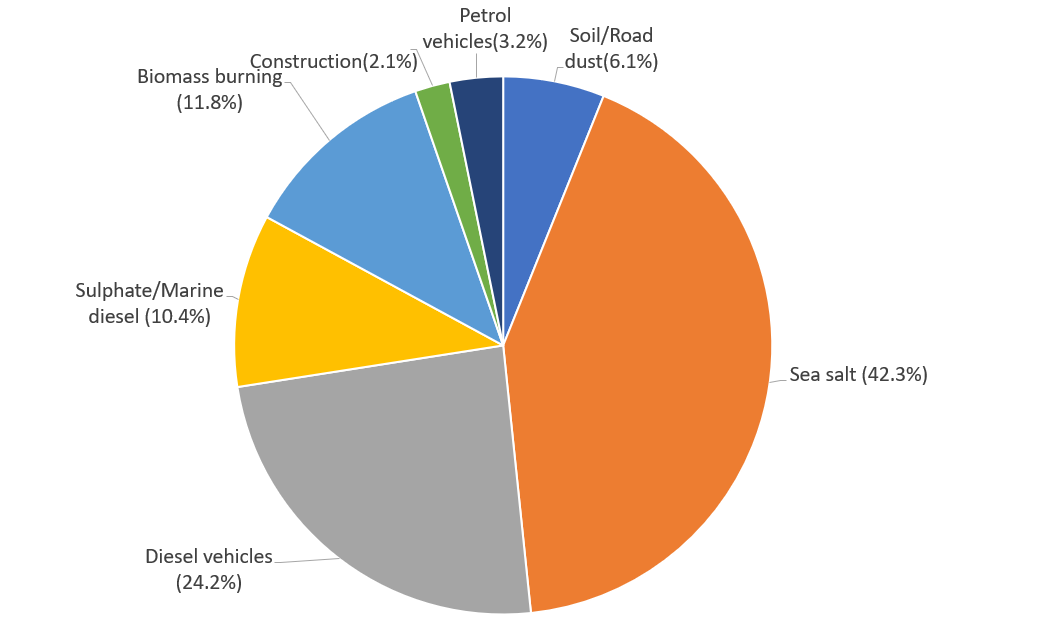 Petrol
vehicles(3.2%)
Soil/Road
dust(6.1%)
Construction(2.1%)
Biomass burning
(11.8%)
Sulphate/Marine
diesel (10.4%)
Sea salt (42.3%)
Diesel vehicles
(24.2%)